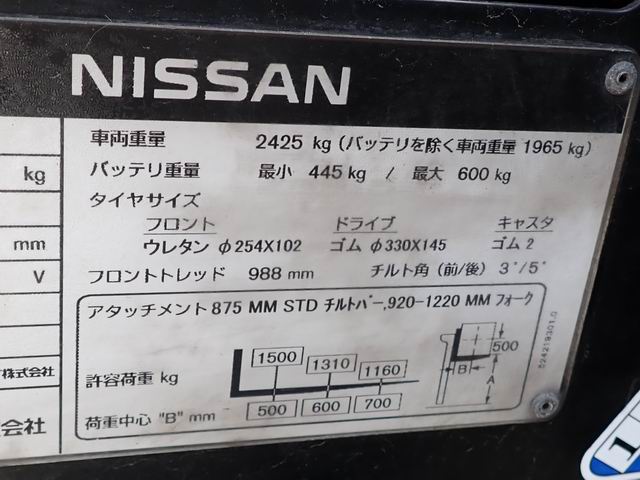 NISSAN
車両重量 2425 kg (バッテリを除く車両重量 1965 kg)
kg バッテリ重量 最小 445 kg / 最大 600 kg
タイヤサイズ
フロント ドライブ キャスタ
mm ウレタン φ254X102 ゴム φ330X145 ゴム 2
V フロントトレッド 988 mm チルト角 (前/後) 3°/5°
アタッチメント 875 MM STD チルトバー,920-1220 MM フォーク
株式会社 許容荷重 kg 1500 1310 1160 500
B A
会社 荷重中心 "B" mm 500 600 700
524219301.0
1